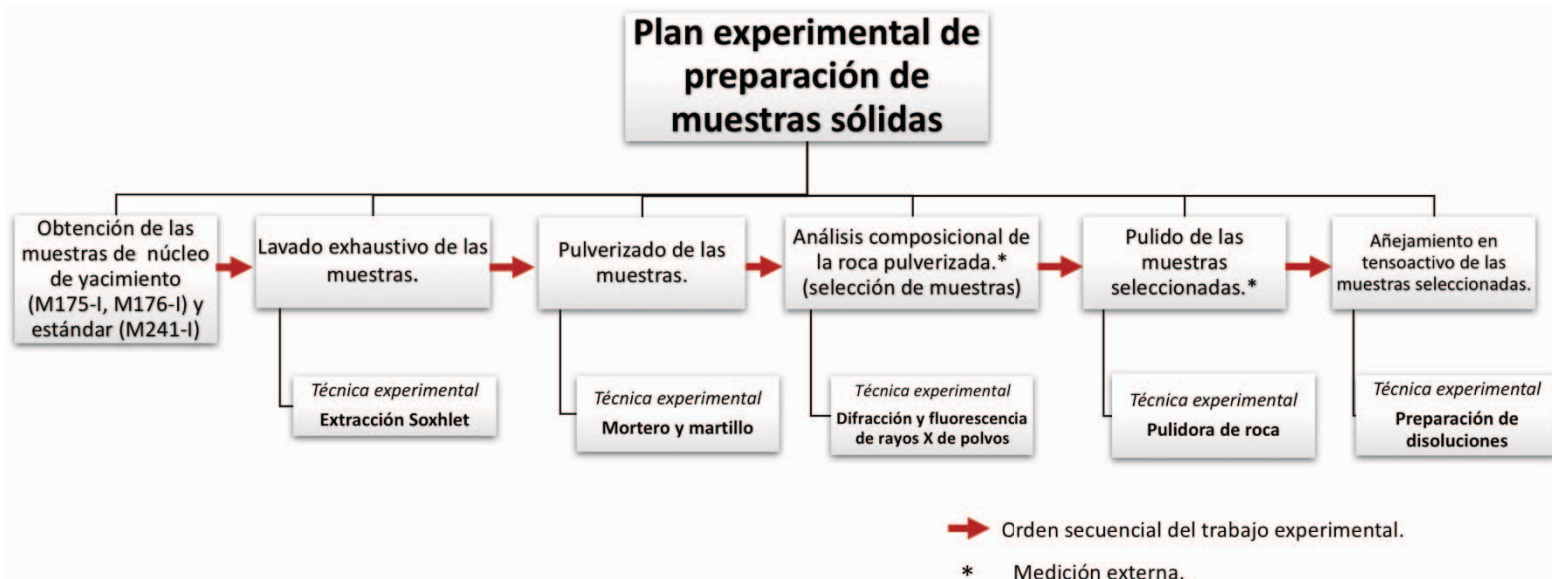 Plan experimental de
preparación de
muestras sólidas
Obtención de las
muestras de núcleo
de yacimiento
(M175-I, M176-I) y
estándar (M241-I)
Lavado exhaustivo de las
muestras.
Pulverizado de las
muestras.
Análisis composicional de
la roca pulverizada.*
(selección de muestras)
Pulido de las
muestras
seleccionadas.*
Añejamiento en
tensoactivo de las
muestras seleccionadas.
Técnica experimental
Extracción Soxhlet
Técnica experimental
Mortero y martillo
Técnica experimental
Difracción y fluorescencia
de rayos X de polvos
Técnica experimental
Pulidora de roca
Técnica experimental
Preparación de
disoluciones
Orden secuencial del trabajo experimental.
* Medición externa.